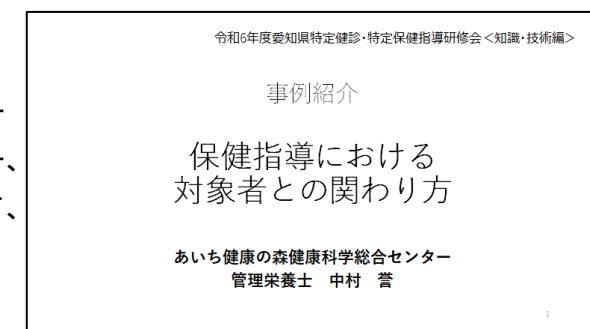 令和6年度愛知県特定健診・特定保健指導研修会＜知識・技術編＞
事例紹介
保健指導における
対象者との関わり方
あいち健康の森健康科学総合センター
管理栄養士　中村　誉
1